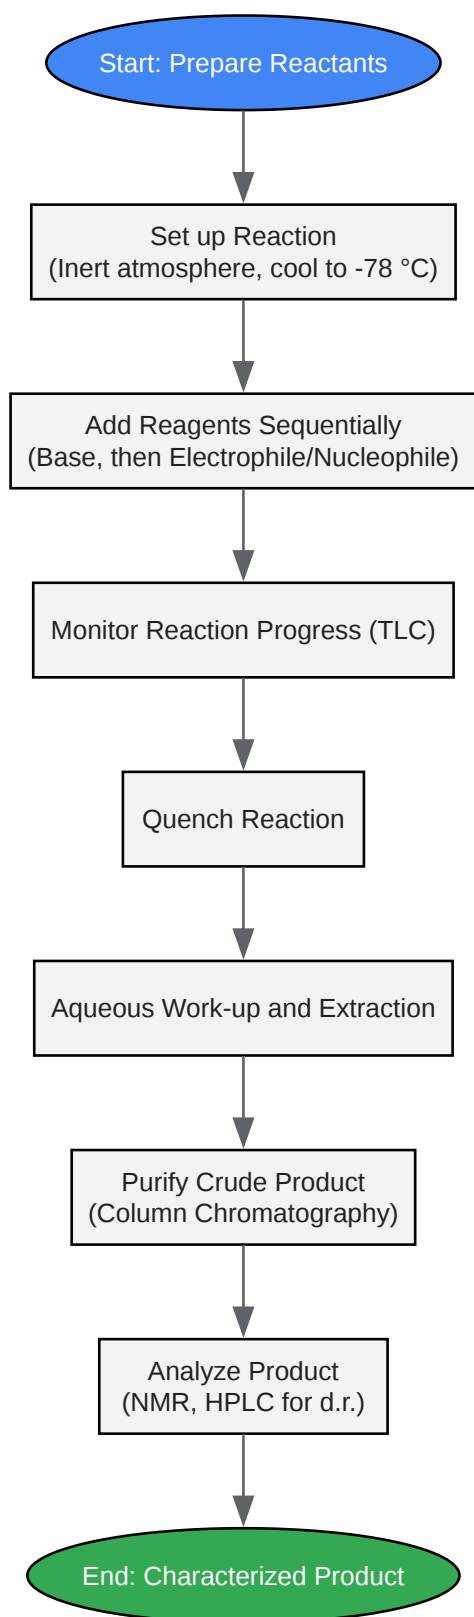 Start: Prepare Reactants
Set up Reaction
(Inert atmosphere, cool to -78 °C)
Add Reagents Sequentially
(Base, then Electrophile/Nucleophile)
Monitor Reaction Progress (TLC)
Quench Reaction
Aqueous Work-up and Extraction
Purify Crude Product
(Column Chromatography)
Analyze Product
(NMR, HPLC for d.r.)
End: Characterized Product